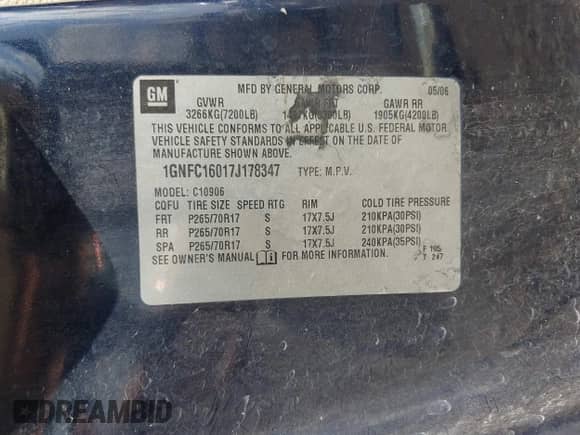 GM
MFD BY GENERAL MOTORS CORP. 05/06
GVWR GAWR FRT GAWR RR
3266KG(7200LB) 1905KG(4200LB)
THIS VEHICLE CONFORMS TO ALL APPLICABLE U.S. FEDERAL MOTOR
VEHICLE SAFETY STANDARDS IN EFFECT ON THE DATE OF
MANUFACTURE SHOWN ABOVE.
1GNFC16017J178347 TYPE: M.P.V.
MODEL: C10906
CQFU TIRE SIZE SPEED RTG RIM COLD TIRE PRESSURE
FRT P265/70R17 S 17X7.5J 210KPA(30PSI)
RR P265/70R17 S 17X7.5J 210KPA(30PSI)
SPA P265/70R17 S 17X7.5J 240KPA(35PSI)
SEE OWNER'S MANUAL FOR MORE INFORMATION.
F 195
T 247
DREAMBID